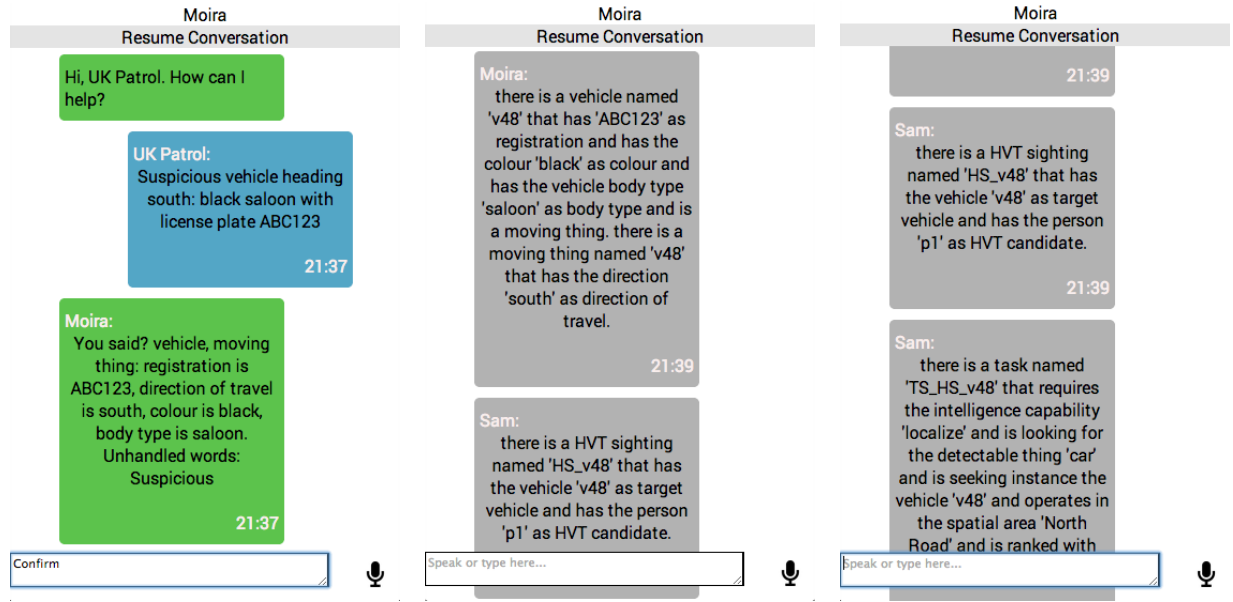 Moira
Resume Conversation
Hi, UK Patrol. How can I
help?
UK Patrol:
Suspicious vehicle heading
south: black saloon with
license plate ABC123
21:37
Moira:
You said? vehicle, moving
thing: registration is
ABC123, direction of travel
is south, colour is black,
body type is saloon.
Unhandled words:
Suspicious
21:37
Confirm
Moira
Resume Conversation
Moira:
there is a vehicle named
'v48' that has 'ABC123' as
registration and has the
colour 'black' as colour and
has the vehicle body type
'saloon' as body type and is
a moving thing. there is a
moving thing named 'v48'
that has the direction
'south' as direction of
travel.
21:39
Sam:
there is a HVT sighting
named 'HS_v48' that has
the vehicle 'v48' as target
vehicle and has the person
'p1' as HVT candidate.
Speak or type here...
Moira
Resume Conversation
21:39
Sam:
there is a HVT sighting
named 'HS_v48' that has
the vehicle 'v48' as target
vehicle and has the person
'p1' as HVT candidate.
21:39
Sam:
there is a task named
'TS_HS_v48' that requires
the intelligence capability
'localize' and is looking for
the detectable thing 'car'
and is seeking instance the
vehicle 'v48' and operates in
the spatial area 'North
Road' and is ranked with
Speak or type here...